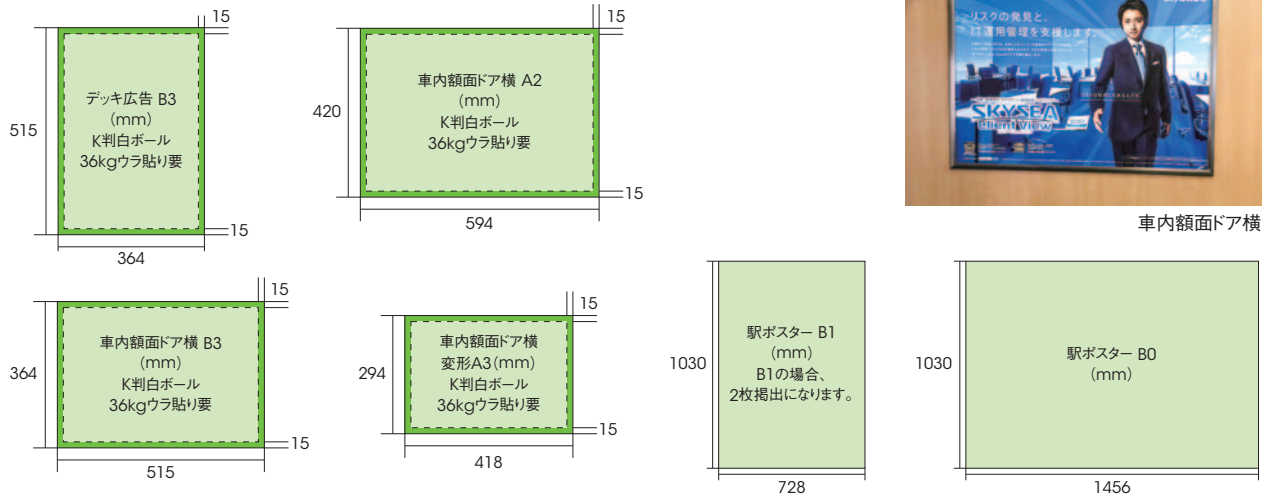 15
デッキ広告 B3
(mm)
K判白ボール
36kgウラ貼り要
515
15
364
15
車内額面ドア横 A2
(mm)
K判白ボール
36kgウラ貼り要
420
15
594
リスクの発見と、
IT運用管理を支援します。
SKYSEA
Client View
車内額面ドア横
15
車内額面ドア横 B3
(mm)
K判白ボール
36kgウラ貼り要
364
15
515
15
車内額面ドア横
変形A3(mm)
K判白ボール
36kgウラ貼り要
294
15
418
駅ポスター B1
(mm)
B1の場合、
2枚掲出になります。
1030
728
駅ポスター B0
(mm)
1030
1456